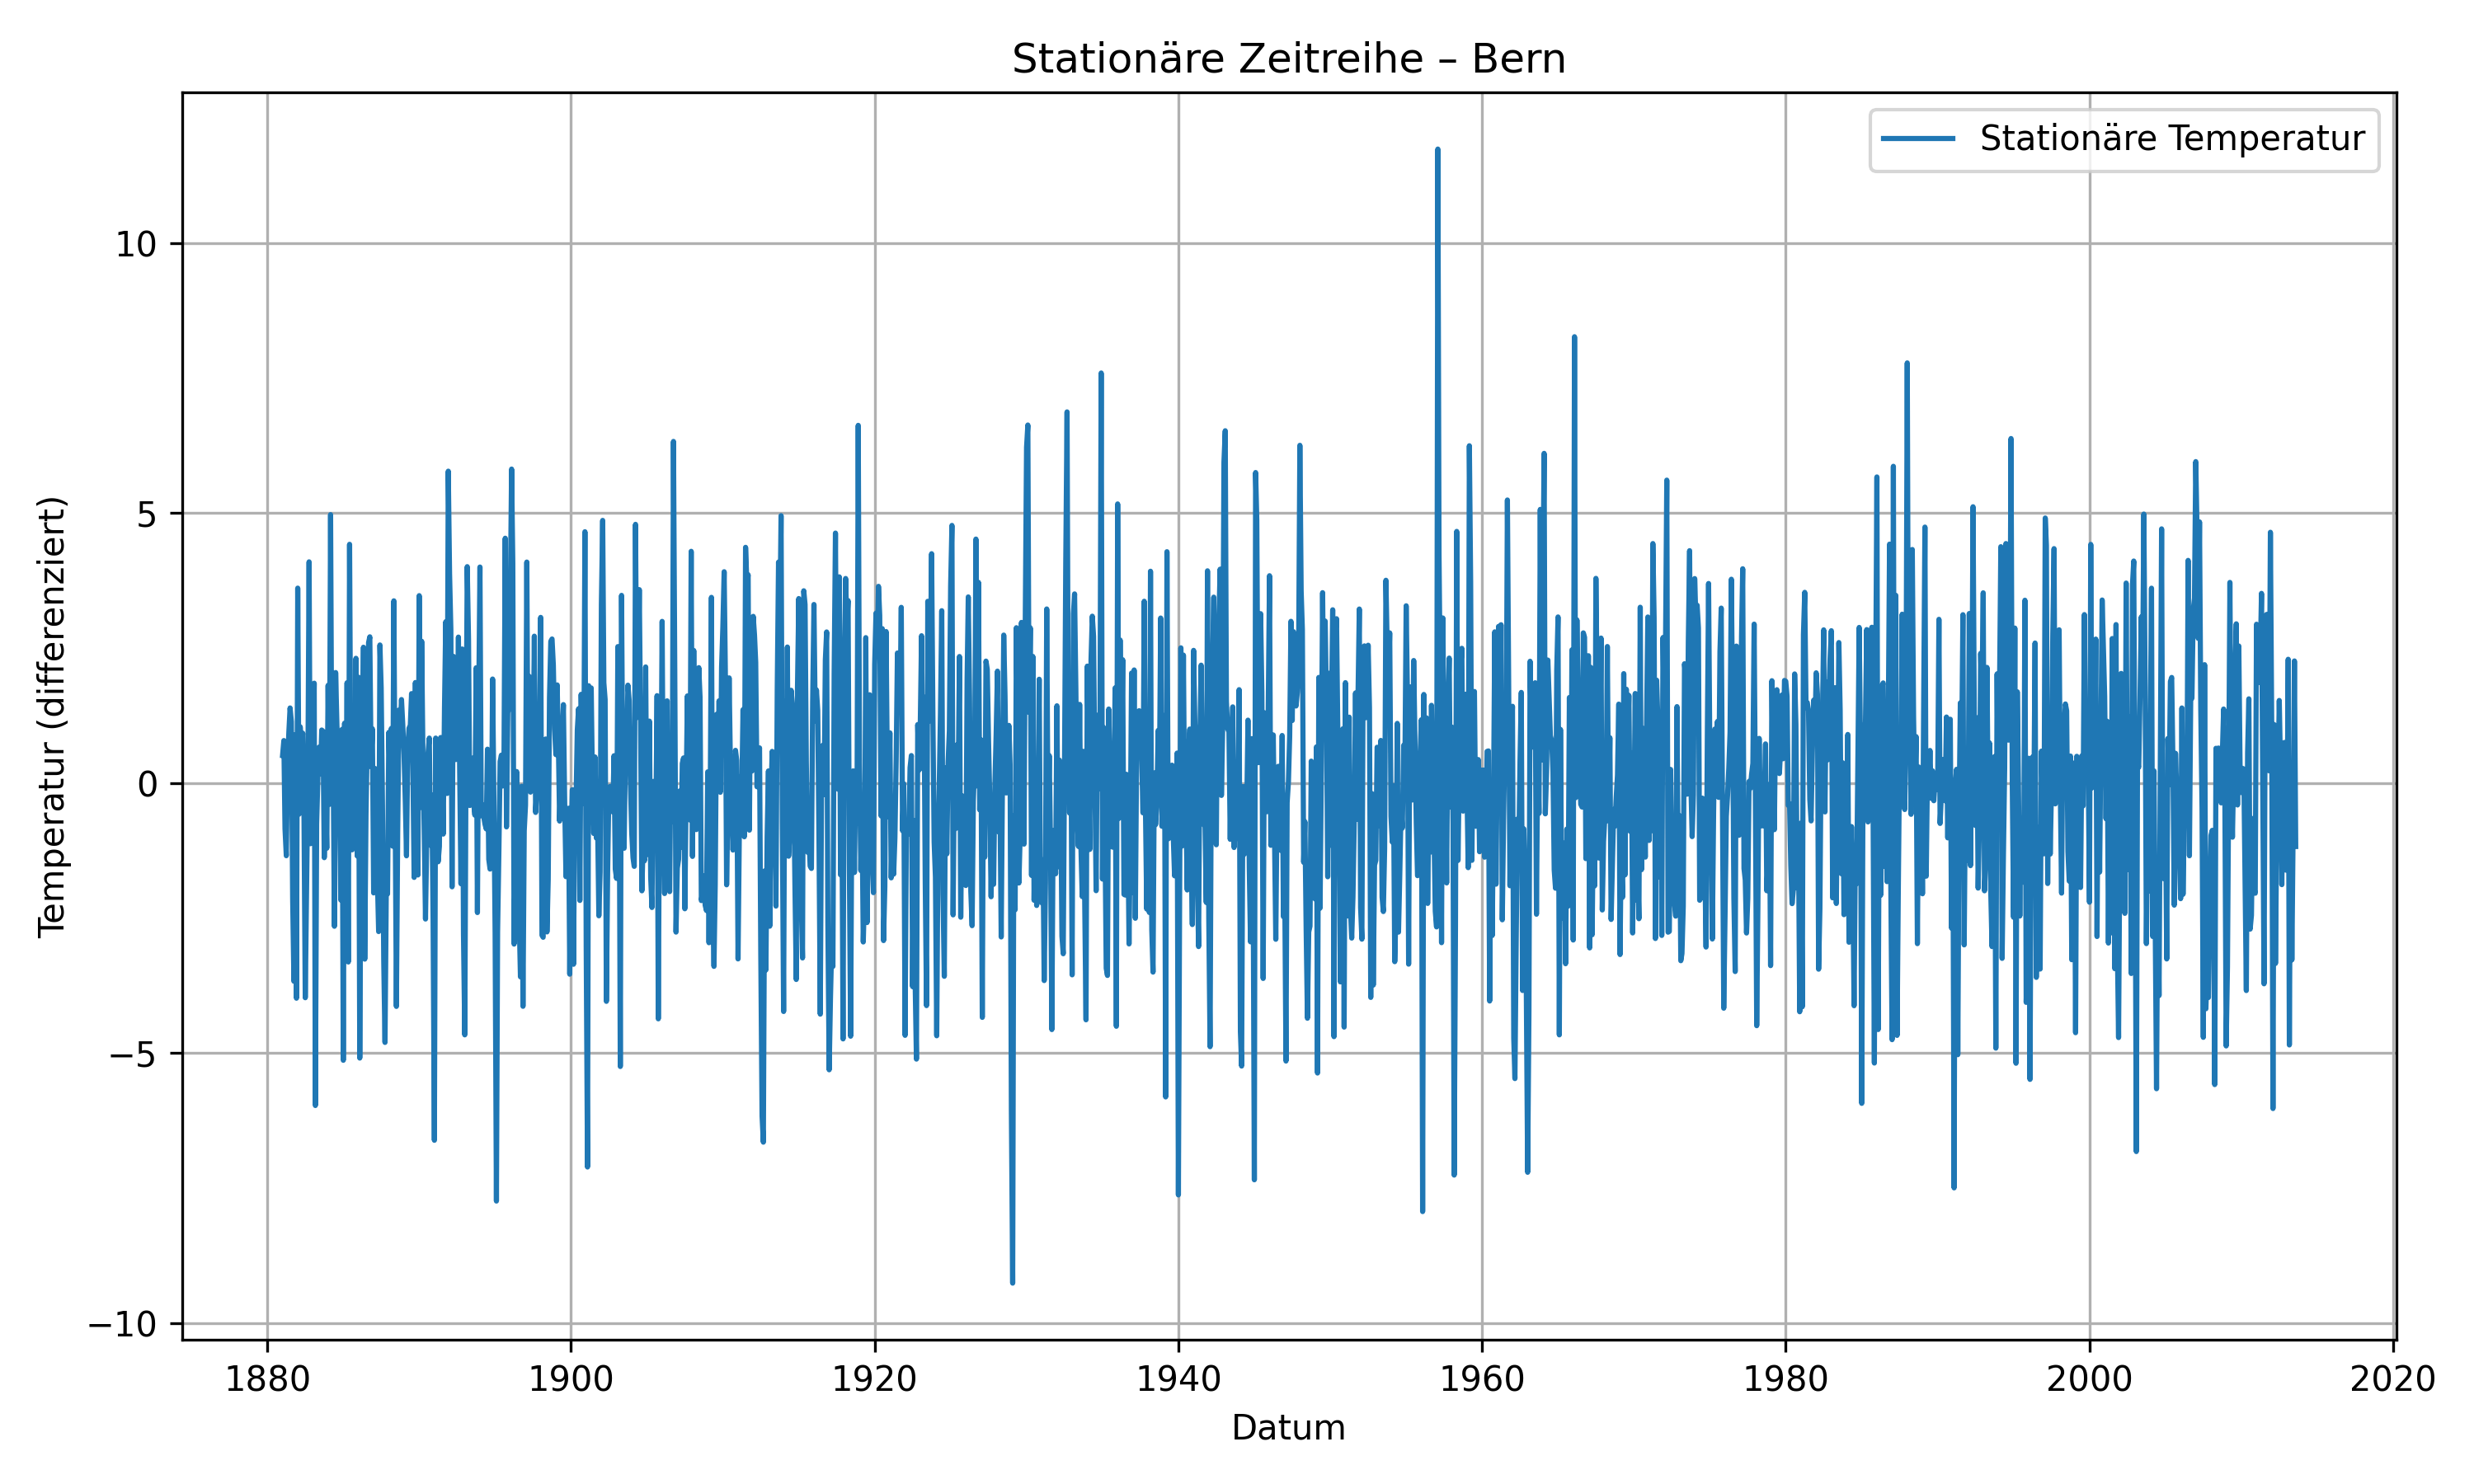 Stationäre Zeitreihe – Bern
Stationäre Temperatur
Temperatur (differenziert)
10
5
0
−5
−10
1880 1900 1920 1940 1960 1980 2000 2020
Datum